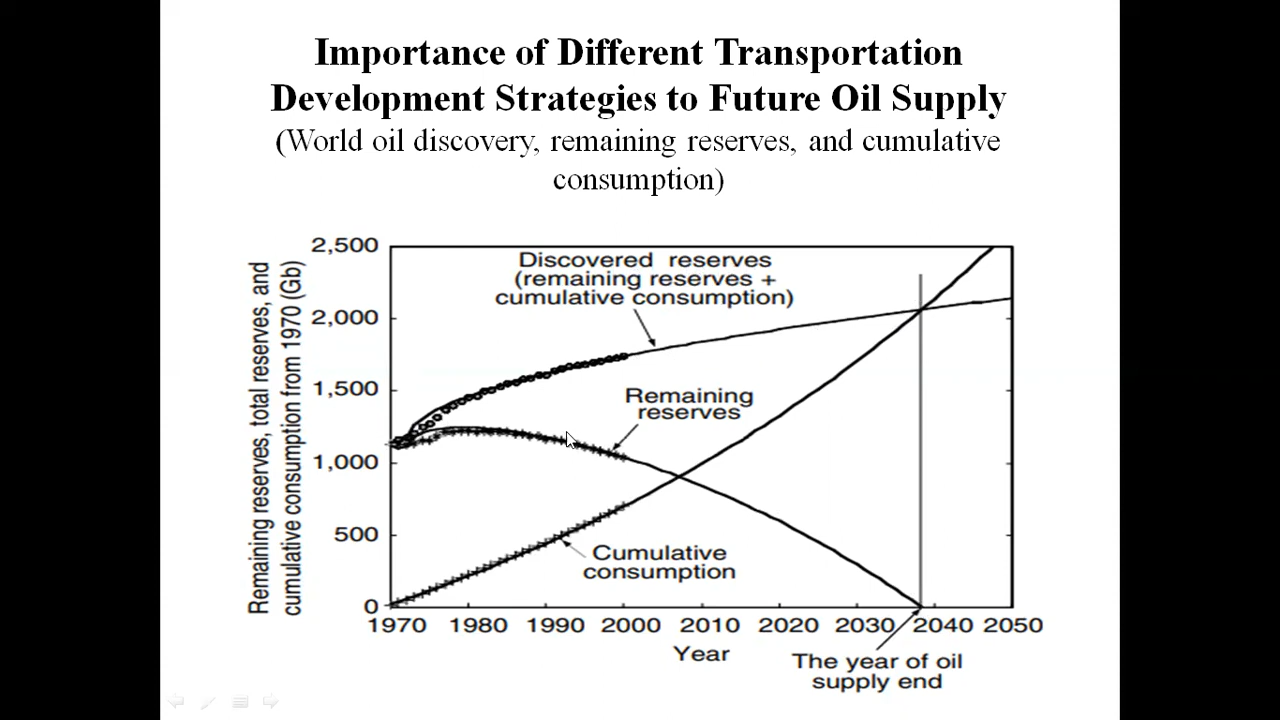 Importance of Different Transportation
Development Strategies to Future Oil Supply
(World oil discovery, remaining reserves, and cumulative
consumption)
Remaining reserves, total reserves, and
cumulative consumption from 1970 (Gb)
2,500
2,000
1,500
1,000
500
0
Discovered reserves
(remaining reserves +
cumulative consumption)
Remaining
reserves
Cumulative
consumption
1970 1980 1990 2000 2010 2020 2030 2040 2050
Year
The year of oil
supply end